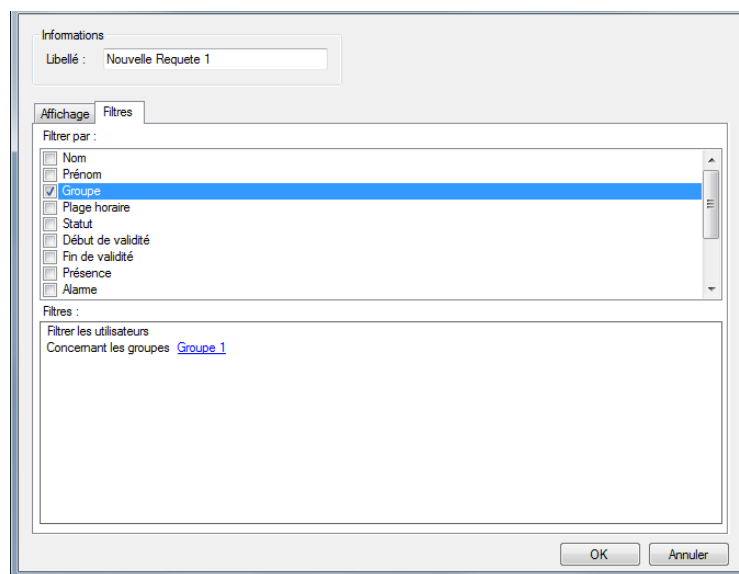 Informations
Libellé : Nouvelle Requete 1
Affichage Filtres
Filtrer par :
Nom
Prénom
Groupe
Plage horaire
Statut
Début de validité
Fin de validité
Présence
Alarme
Filtres :
Filtrer les utilisateurs
Concernant les groupes Groupe 1
OK Annuler